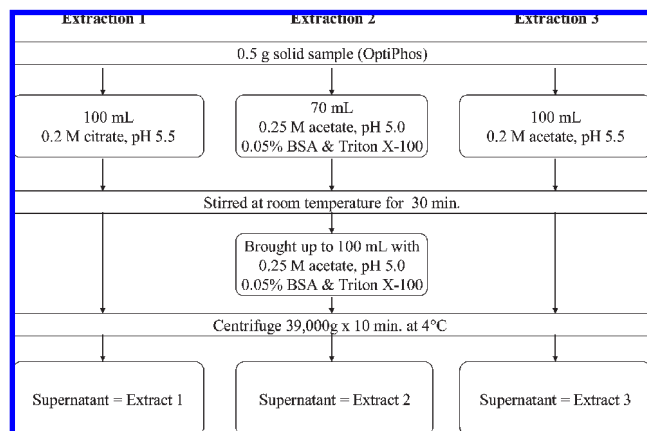 Extraction 1 Extraction 2 Extraction 3
0.5 g solid sample (OptiPhos)
100 mL
0.2 M citrate, pH 5.5
70 mL
0.25 M acetate, pH 5.0
0.05% BSA & Triton X-100
100 mL
0.2 M acetate, pH 5.5
Stirred at room temperature for 30 min.
Brought up to 100 mL with
0.25 M acetate, pH 5.0
0.05% BSA & Triton X-100
Centrifuge 39,000g x 10 min. at 4°C
Supernatant = Extract 1
Supernatant = Extract 2
Supernatant = Extract 3